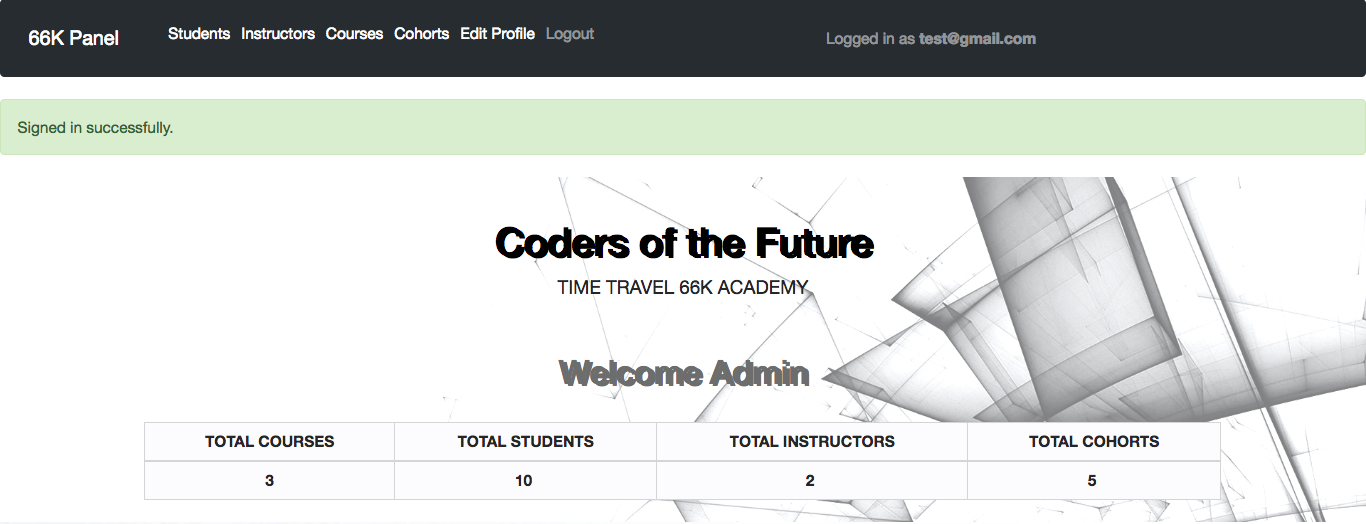 66K Panel Students Instructors Courses Cohorts Edit Profile Logout Logged in as test@gmail.com
Signed in successfully.
Coders of the Future
TIME TRAVEL 66K ACADEMY
Welcome Admin
TOTAL COURSES TOTAL STUDENTS TOTAL INSTRUCTORS TOTAL COHORTS
3 10 2 5